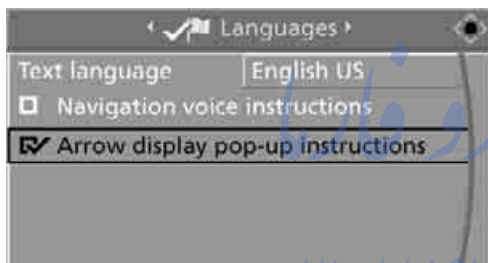 Languages
Text language English US
Navigation voice instructions
Arrow display pop-up instructions